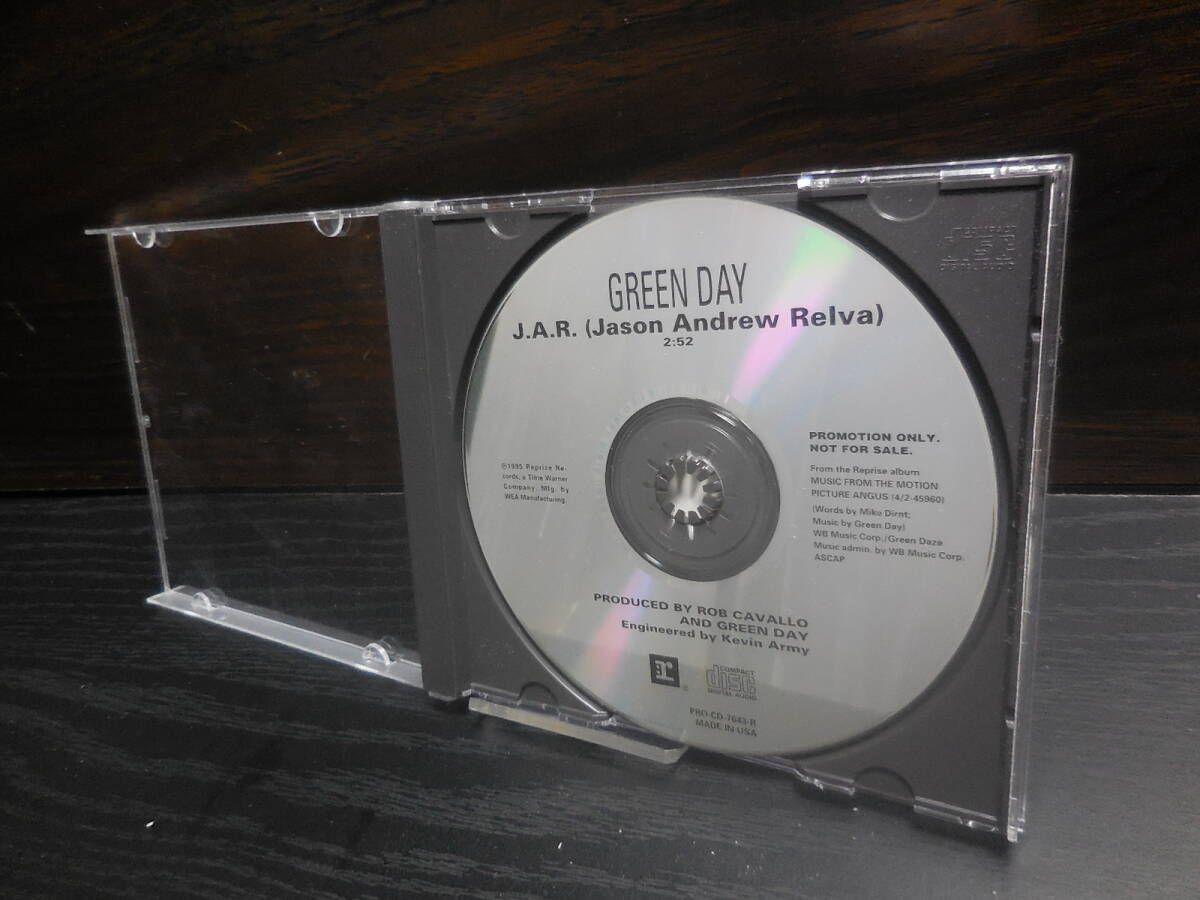 GREEN DAY
J.A.R. (Jason Andrew Relva)
2:52
℗1995 Reprise Re-
cords, a Time Warner
Company. Mfg. by
WEA Manufacturing.
PROMOTION ONLY.
NOT FOR SALE.
From the Reprise album
MUSIC FROM THE MOTION
PICTURE ANGUS (4/2-45960)
(Words by Mike Dirnt;
Music by Green Day)
WB Music Corp./Green Daze
Music admin. by WB Music Corp.
ASCAP
PRODUCED BY ROB CAVALLO
AND GREEN DAY
Engineered by Kevin Army
r ®
COMPACT
disc
DIGITAL AUDIO
PRO-CD-7643-R
MADE IN USA
COMPACT
disc